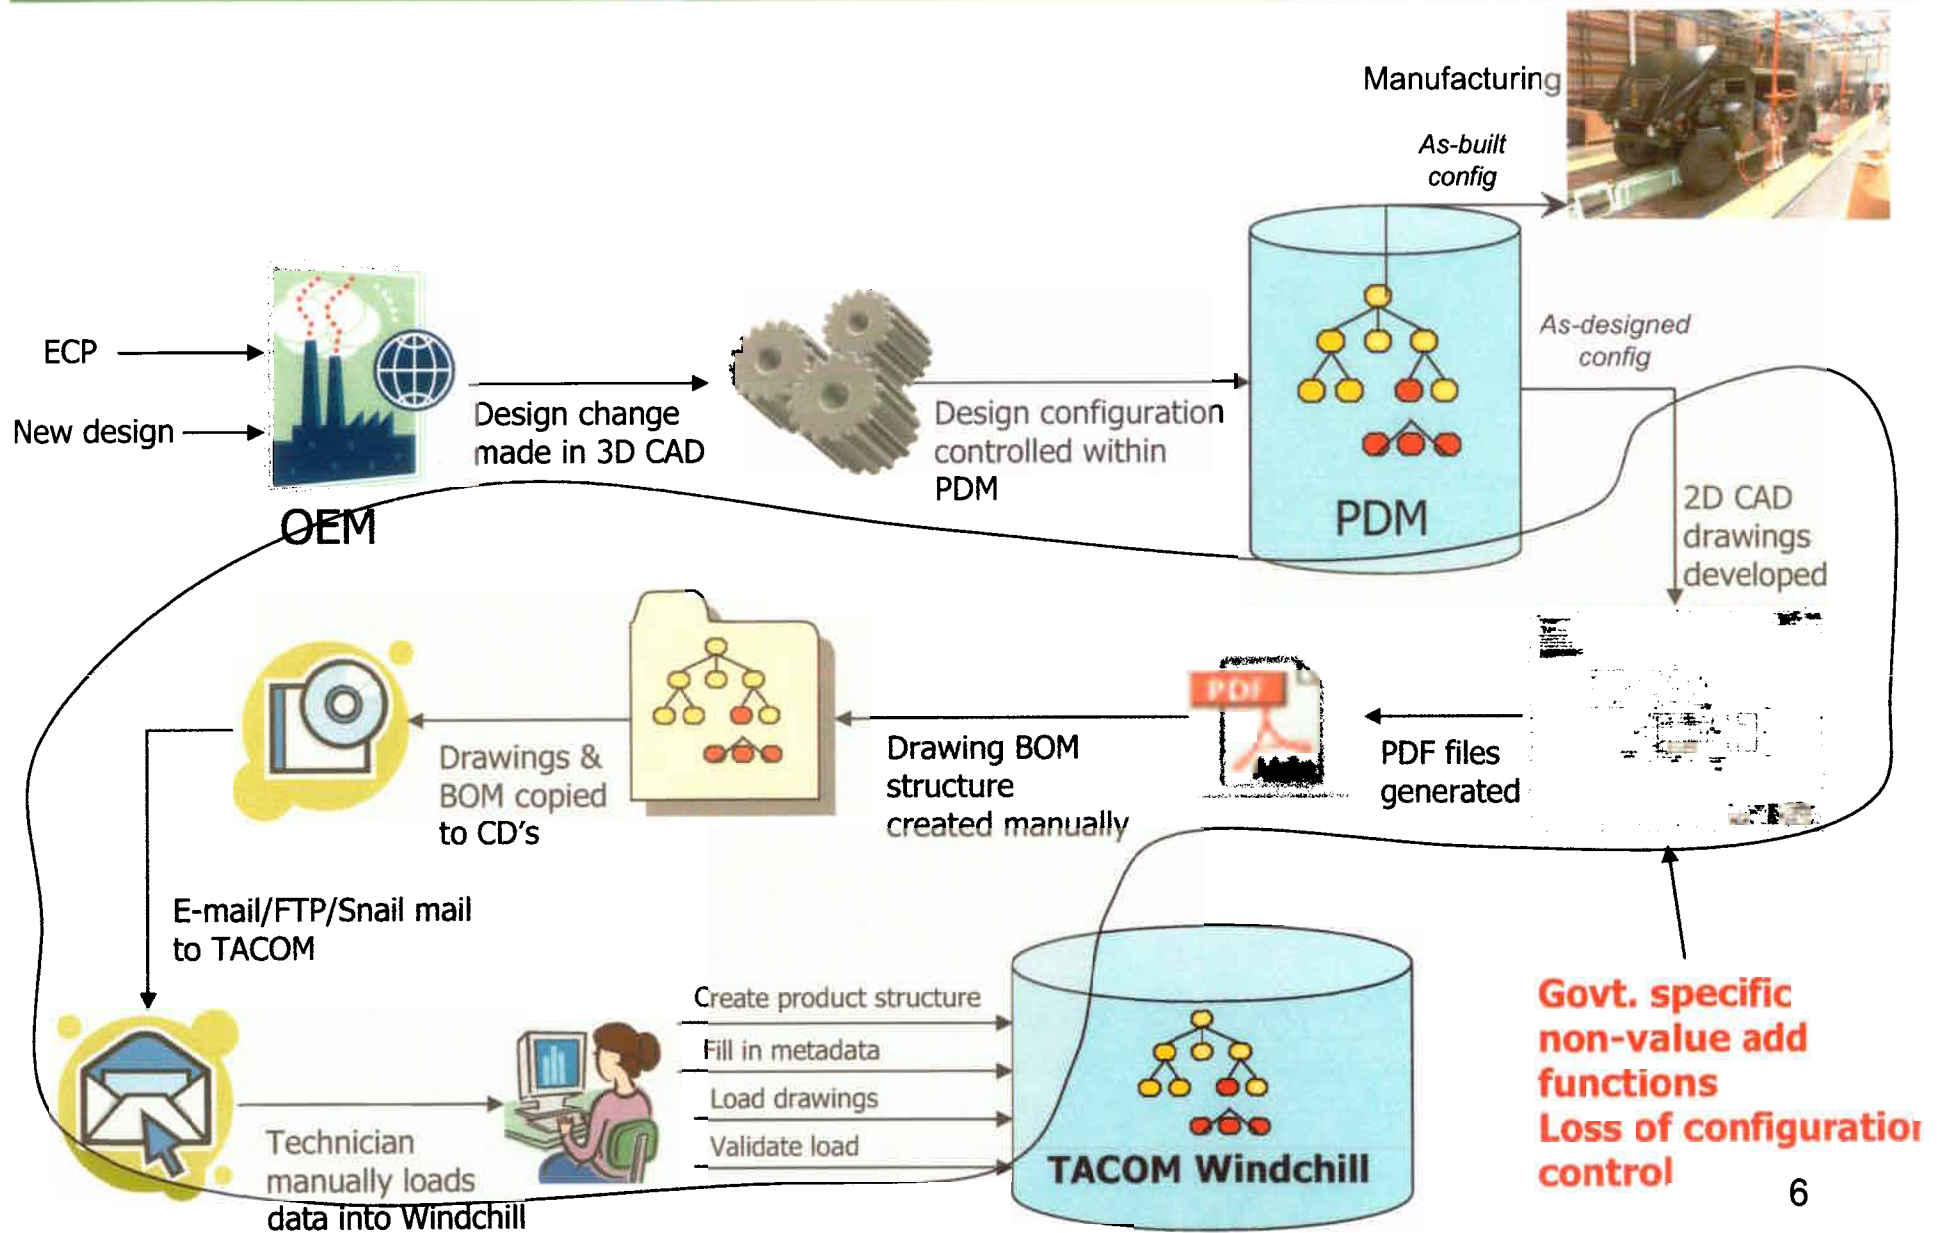 Manufacturing
As-built
config
ECP
New design
OEM
Design change
made in 3D CAD
Design configuration
controlled within
PDM
PDM
As-designed
config
2D CAD
drawings
developed
PDF files
generated
PDF
Drawing BOM
structure
created manually
Drawings &
BOM copied
to CD's
E-mail/FTP/Snail mail
to TACOM
Technician
manually loads
data into Windchill
Create product structure
Fill in metadata
Load drawings
Validate load
TACOM Windchill
Govt. specific
non-value add
functions
Loss of configuration
control
6